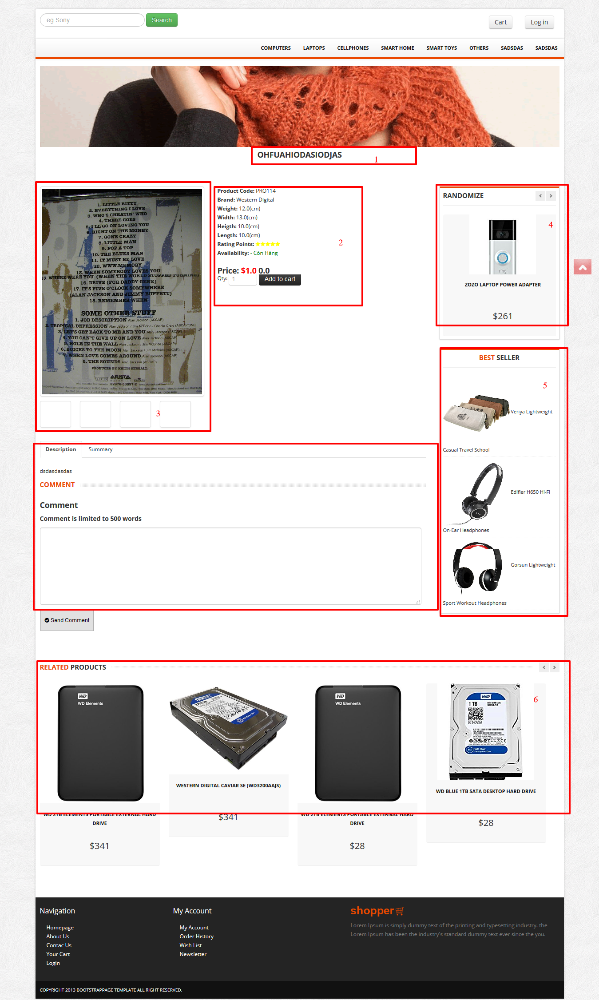 eg Sony
Search
Cart
Log in
COMPUTERS LAPTOPS CELLPHONES SMART HOME SMART TOYS OTHERS SADSDAS SADSDAS
OHFUAHIODASIODJAS
1
1. LITTLE BITTY
2. EVERYTHING I LOVE
3. WHO'S CHEATIN' WHO
4. THERE GOES
5. I'LL GO ON LOVING YOU
6. RIGHT ON THE MONEY
7. GONE CRAZY
8. LITTLE MAN
9. POP A TOP
10. THE BLUES MAN
11. IT MUST BE LOVE
12. WWW.MEMORY
13. WHEN SOMEBODY LOVES YOU
15. WHERE WERE YOU (WHEN THE WORLD STOPPED TURNING)
16. DRIVE (FOR DADDY GENE)
17. IT'S FIVE O'CLOCK SOMEWHERE
(ALAN JACKSON AND JIMMY BUFFETT)
18. REMEMBER WHEN
SOME OTHER STUFF
1. JOB DESCRIPTION Alan Jackson (ASCAP)
2. TROPICAL DEPRESSION Alan Jackson / Jim McBride / Charlie Craig (ASCAP/BMI)
3. LET'S GET BACK TO ME AND YOU Alan Jackson (ASCAP)
4. YOU CAN'T GIVE UP ON LOVE Alan Jackson (ASCAP)
5. HOLE IN THE WALL Alan Jackson / Jim McBride (ASCAP)
6. BUICKS TO THE MOON Alan Jackson / Jim McBride (ASCAP)
7. WHEN LOVE COMES AROUND Alan Jackson (ASCAP)
8. THE SOUNDS Alan Jackson (ASCAP)
PRODUCED BY KEITH STEGALL
HDCD ARISTA NASHVILLE BMG
Also Available On Cassette 82876-53097-2 www.alanjackson.com
3
Product Code: PRO114
Brand: Western Digital
Weight: 12.0(cm)
Width: 13.0(cm)
Heigth: 10.0(cm)
Length: 10.0(cm)
Rating Points:
Availability: - Còn Hàng
2
Price: $1.0 0.0
Qty: 1 Add to cart
RANDOMIZE
4
ring
ZOZO LAPTOP POWER ADAPTER
$261
BEST SELLER
5
Veriya Lightweight
Casual Travel School
Edifier H650 Hi-Fi
On-Ear Headphones
Gorsun Lightweight
Sport Workout Headphones
Description Summary
dsdasdasdas
COMMENT
Comment
Comment is limited to 500 words
Send Comment
RELATED PRODUCTS
6
WD
WD Elements
WD 2TB ELEMENTS PORTABLE EXTERNAL HARD
DRIVE
$341
WD
320GB
WESTERN DIGITAL CAVIAR SE (WD3200AAJS)
$341
WD
WD Elements
WD 2TB ELEMENTS PORTABLE EXTERNAL HARD
DRIVE
$28
WD
1 TB
WD10EZEX
WD Blue
Desktop Hard Drive
WD BLUE 1TB SATA DESKTOP HARD DRIVE
$28
Navigation
Homepage
About Us
Contac Us
Your Cart
Login
My Account
My Account
Order History
Wish List
Newsletter
shopper
Lorem Ipsum is simply dummy text of the printing and typesetting industry. the
Lorem Ipsum has been the industry's standard dummy text ever since the you.
COPYRIGHT 2013 BOOTSTRAPPAGE TEMPLATE ALL RIGHT RESERVED.